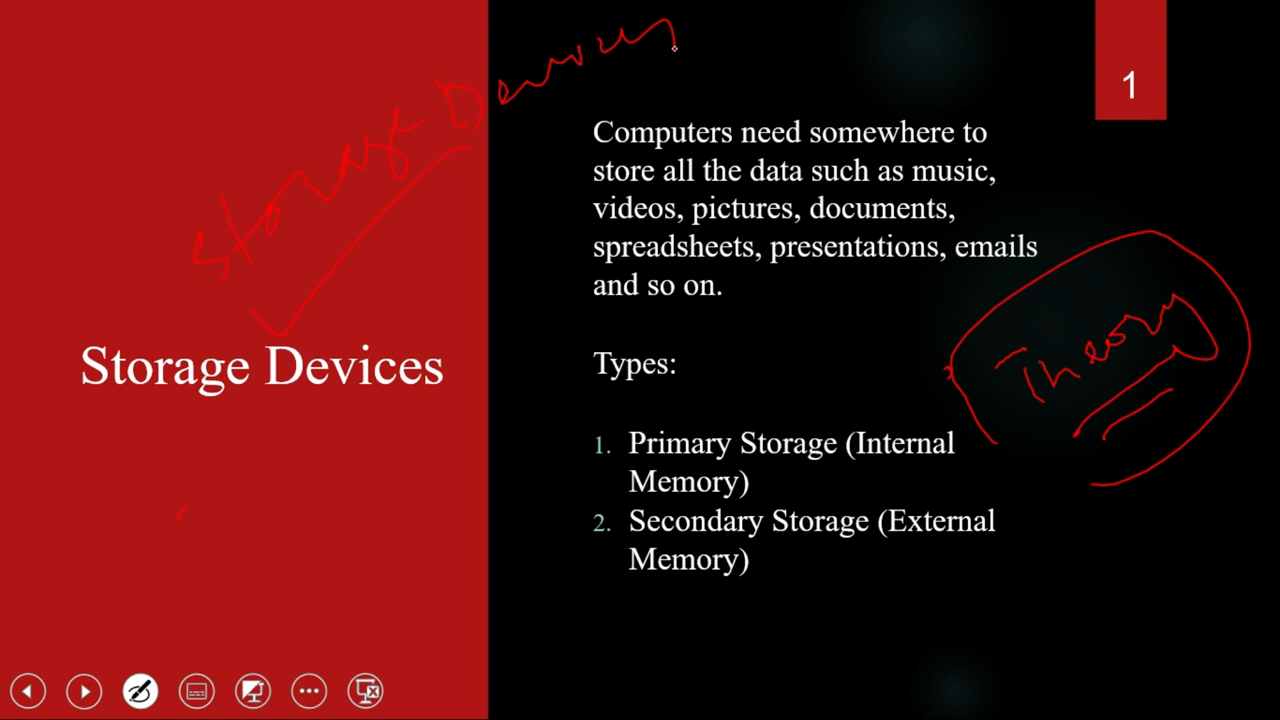 Storage Devices
1
Computers need somewhere to
store all the data such as music,
videos, pictures, documents,
spreadsheets, presentations, emails
and so on.
Theory
Types:
1. Primary Storage (Internal
Memory)
2. Secondary Storage (External
Memory)
Storage Devices